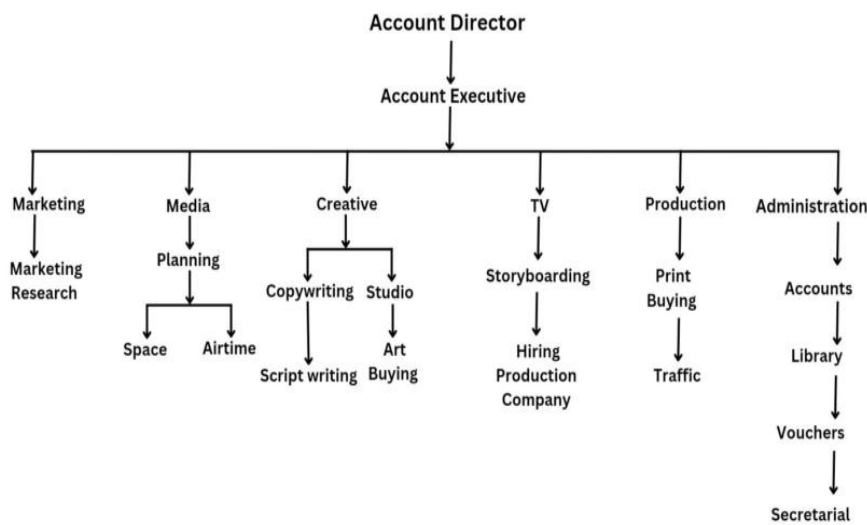 Account Director
Account Executive
Marketing
Media
Creative
TV
Production
Administration
Marketing
Research
Planning
Space
Airtime
Copywriting
Studio
Script writing
Art
Buying
Storyboarding
Hiring
Production
Company
Print
Buying
Traffic
Accounts
Library
Vouchers
Secretarial